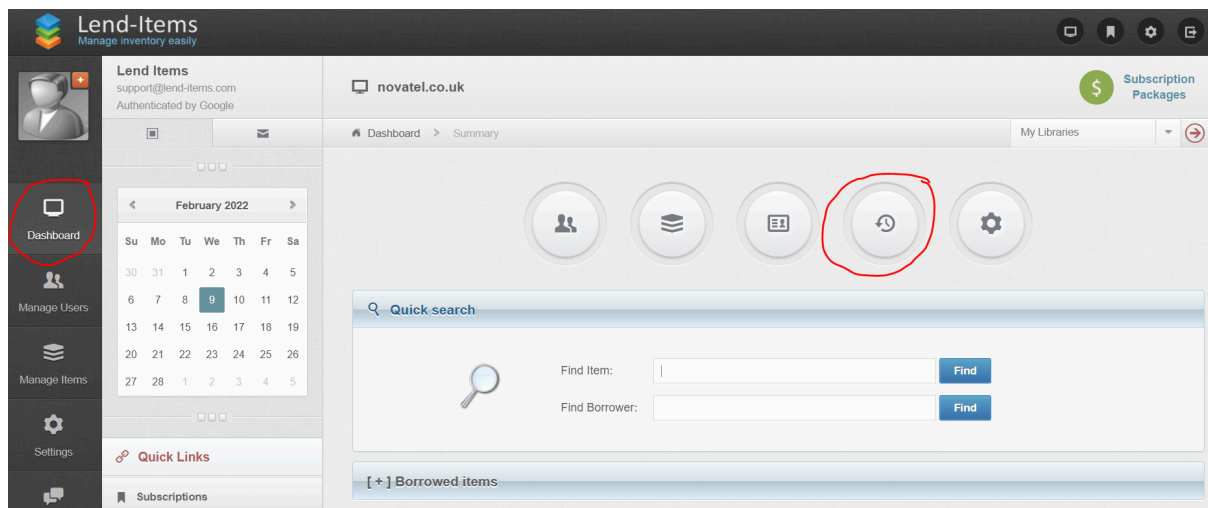 Lend-Items
Manage inventory easily
Lend Items
support@lend-items.com
Authenticated by Google
novatel.co.uk
$
Subscription
Packages
Dashboard > Summary
My Libraries
Dashboard
Manage Users
Manage Items
Settings
< February 2022 >
Su Mo Tu We Th Fr Sa
30 31 1 2 3 4 5
6 7 8 9 10 11 12
13 14 15 16 17 18 19
20 21 22 23 24 25 26
27 28 1 2 3 4 5
Quick Links
Subscriptions
Quick search
Find Item:
Find
Find Borrower:
Find
[ + ] Borrowed items